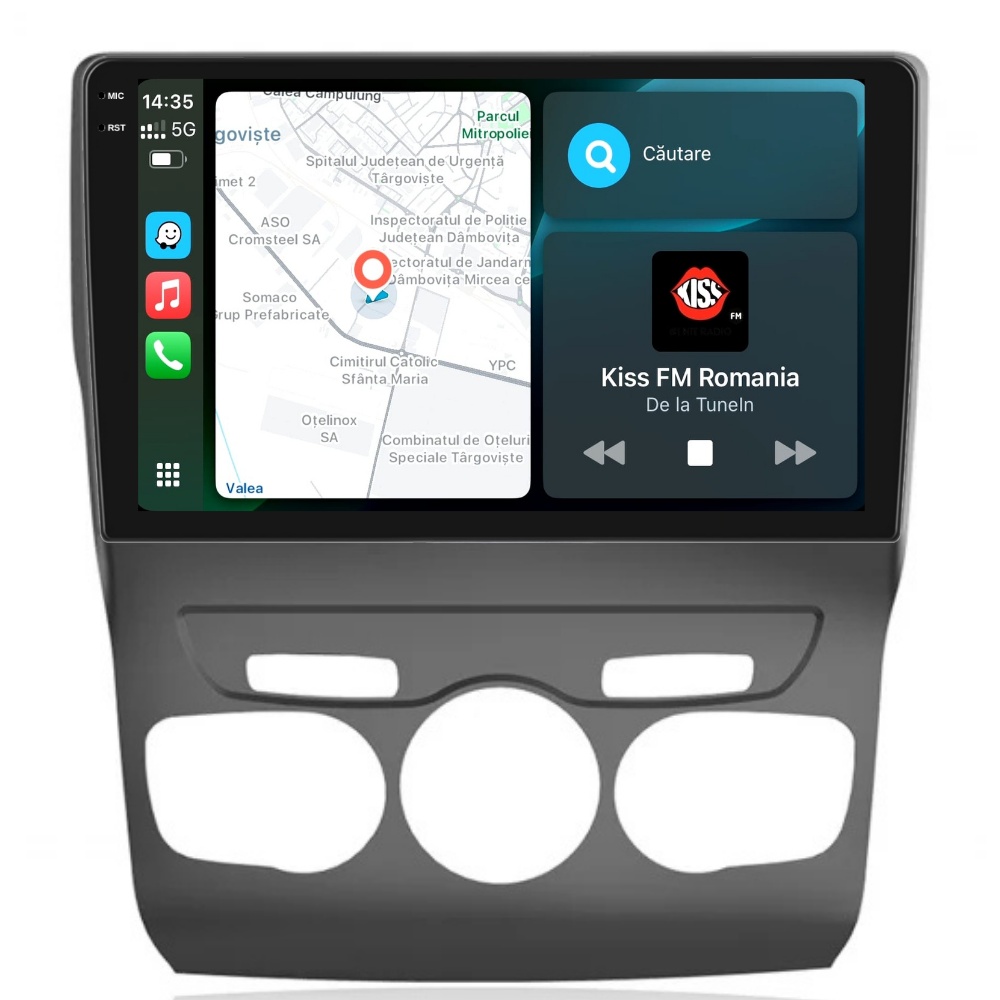 MIC
RST
14:35
5G
Calea Câmpulung
goviște
Parcul
Mitropoliei
Spitalul Județean de Urgență
Târgoviște
imet 2
ASO
Cromsteel SA
Inspectoratul de Poliție
Județean Dâmbovița
ectoratul de Jandarm
Dâmbovița Mircea ce
Somaco
Grup Prefabricate
Cimitirul Catolic
Sfânta Maria
YPC
Oțelinox
SA
Combinatul de Oțeluri
Speciale Târgoviște
Valea
Căutare
KISS
FM
Kiss FM Romania
De la TuneIn